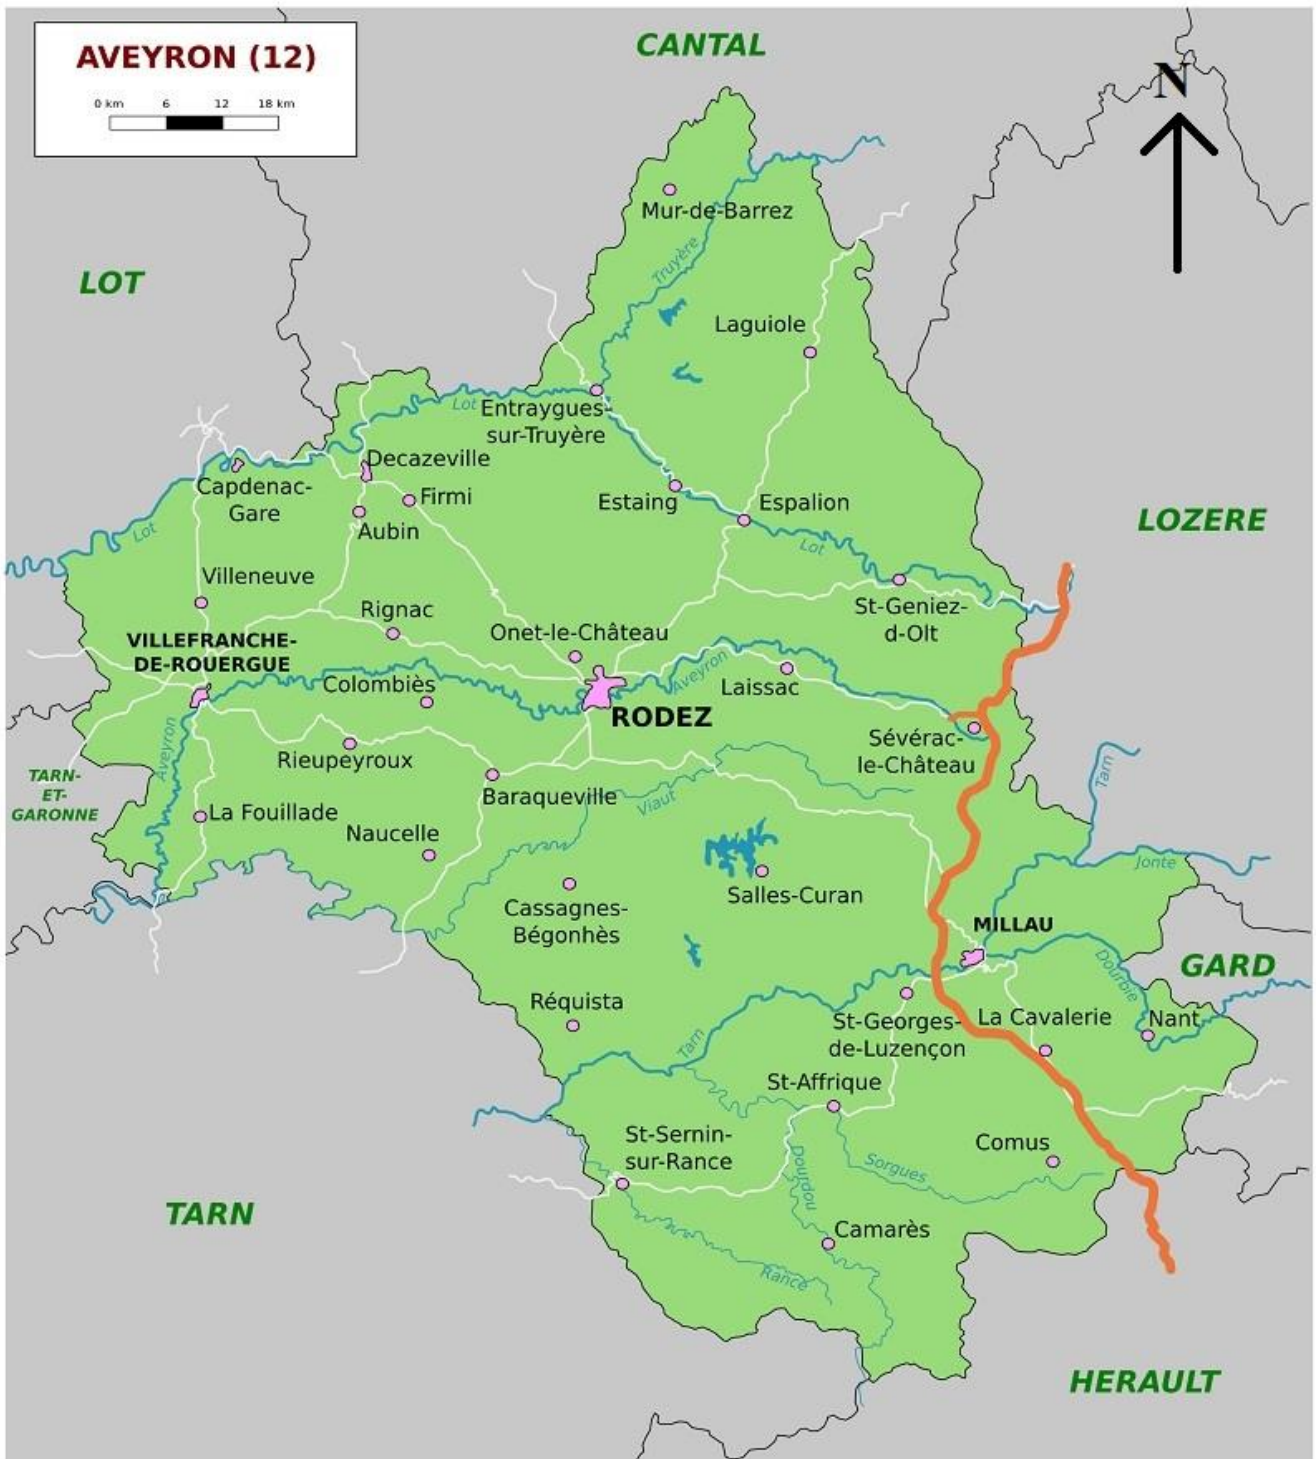 AVEYRON (12)
0 km 6 12 18 km
CANTAL
N
Mur-de-Barrez
Truyère
LOT
Laguiole
Lot
Entraygues-
sur-Truyère
Decazeville
Capdenac-
Gare
Firmi
Estaing
Espalion
Aubin
LOZERE
Lot
Lot
Villeneuve
Rignac
St-Geniez-
d-Olt
VILLEFRANCHE-
DE-ROUERGUE
Onet-le-Château
Colombiès
Aveyron
Laissac
RODEZ
Aveyron
Sévérac-
le-Château
Rieupeyroux
TARN-
ET-
GARONNE
Tarn
Baraqueville
Viaut
La Fouillade
Naucelle
Jonte
Salles-Curan
Cassagnes-
Bégonhès
MILLAU
GARD
Dourbie
Réquista
St-Georges-
de-Luzençon
La Cavalerie
Nant
Tarn
St-Affrique
St-Sernin-
sur-Rance
Comus
Sorgues
Dourdou
TARN
Camarès
Rance
HERAULT